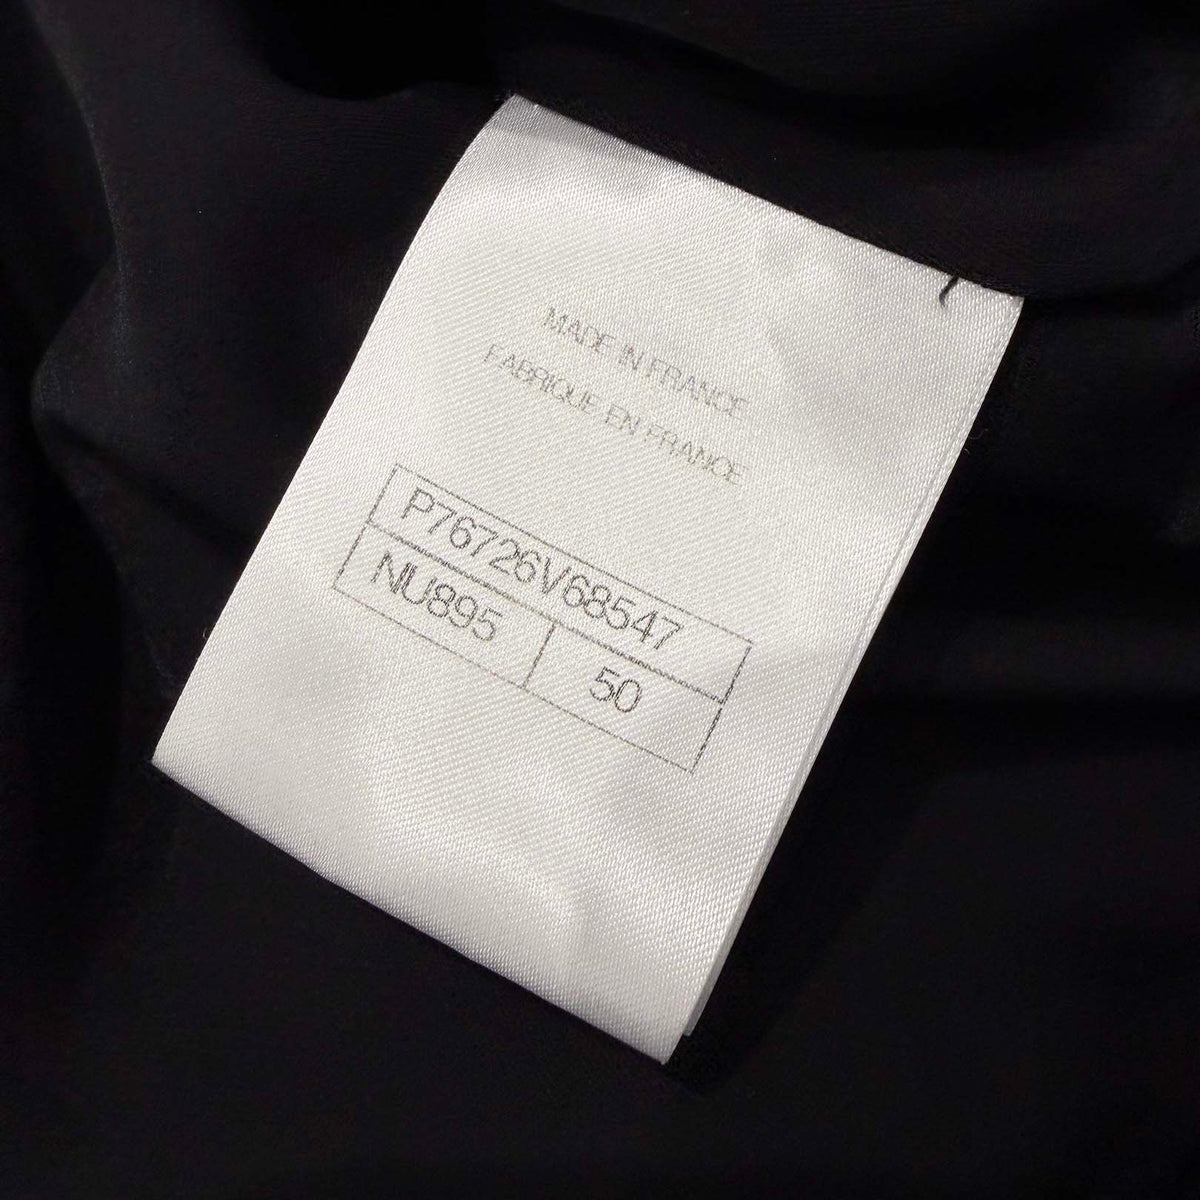 MADE IN FRANCE
FABRIQUE EN FRANCE
P76726V68547
NU895 50